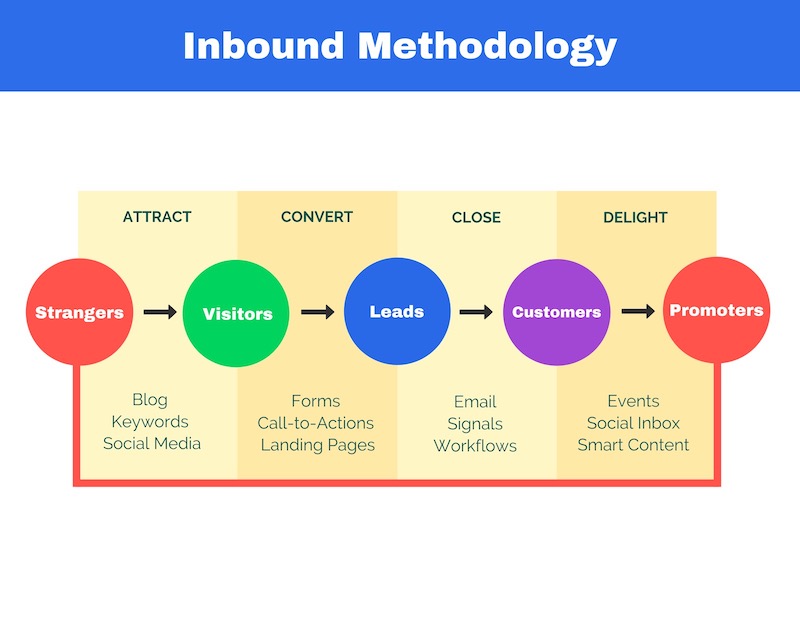 Inbound Methodology
ATTRACT
CONVERT
CLOSE
DELIGHT
Strangers
Visitors
Leads
Customers
Promoters
Blog
Keywords
Social Media
Forms
Call-to-Actions
Landing Pages
Email
Signals
Workflows
Events
Social Inbox
Smart Content